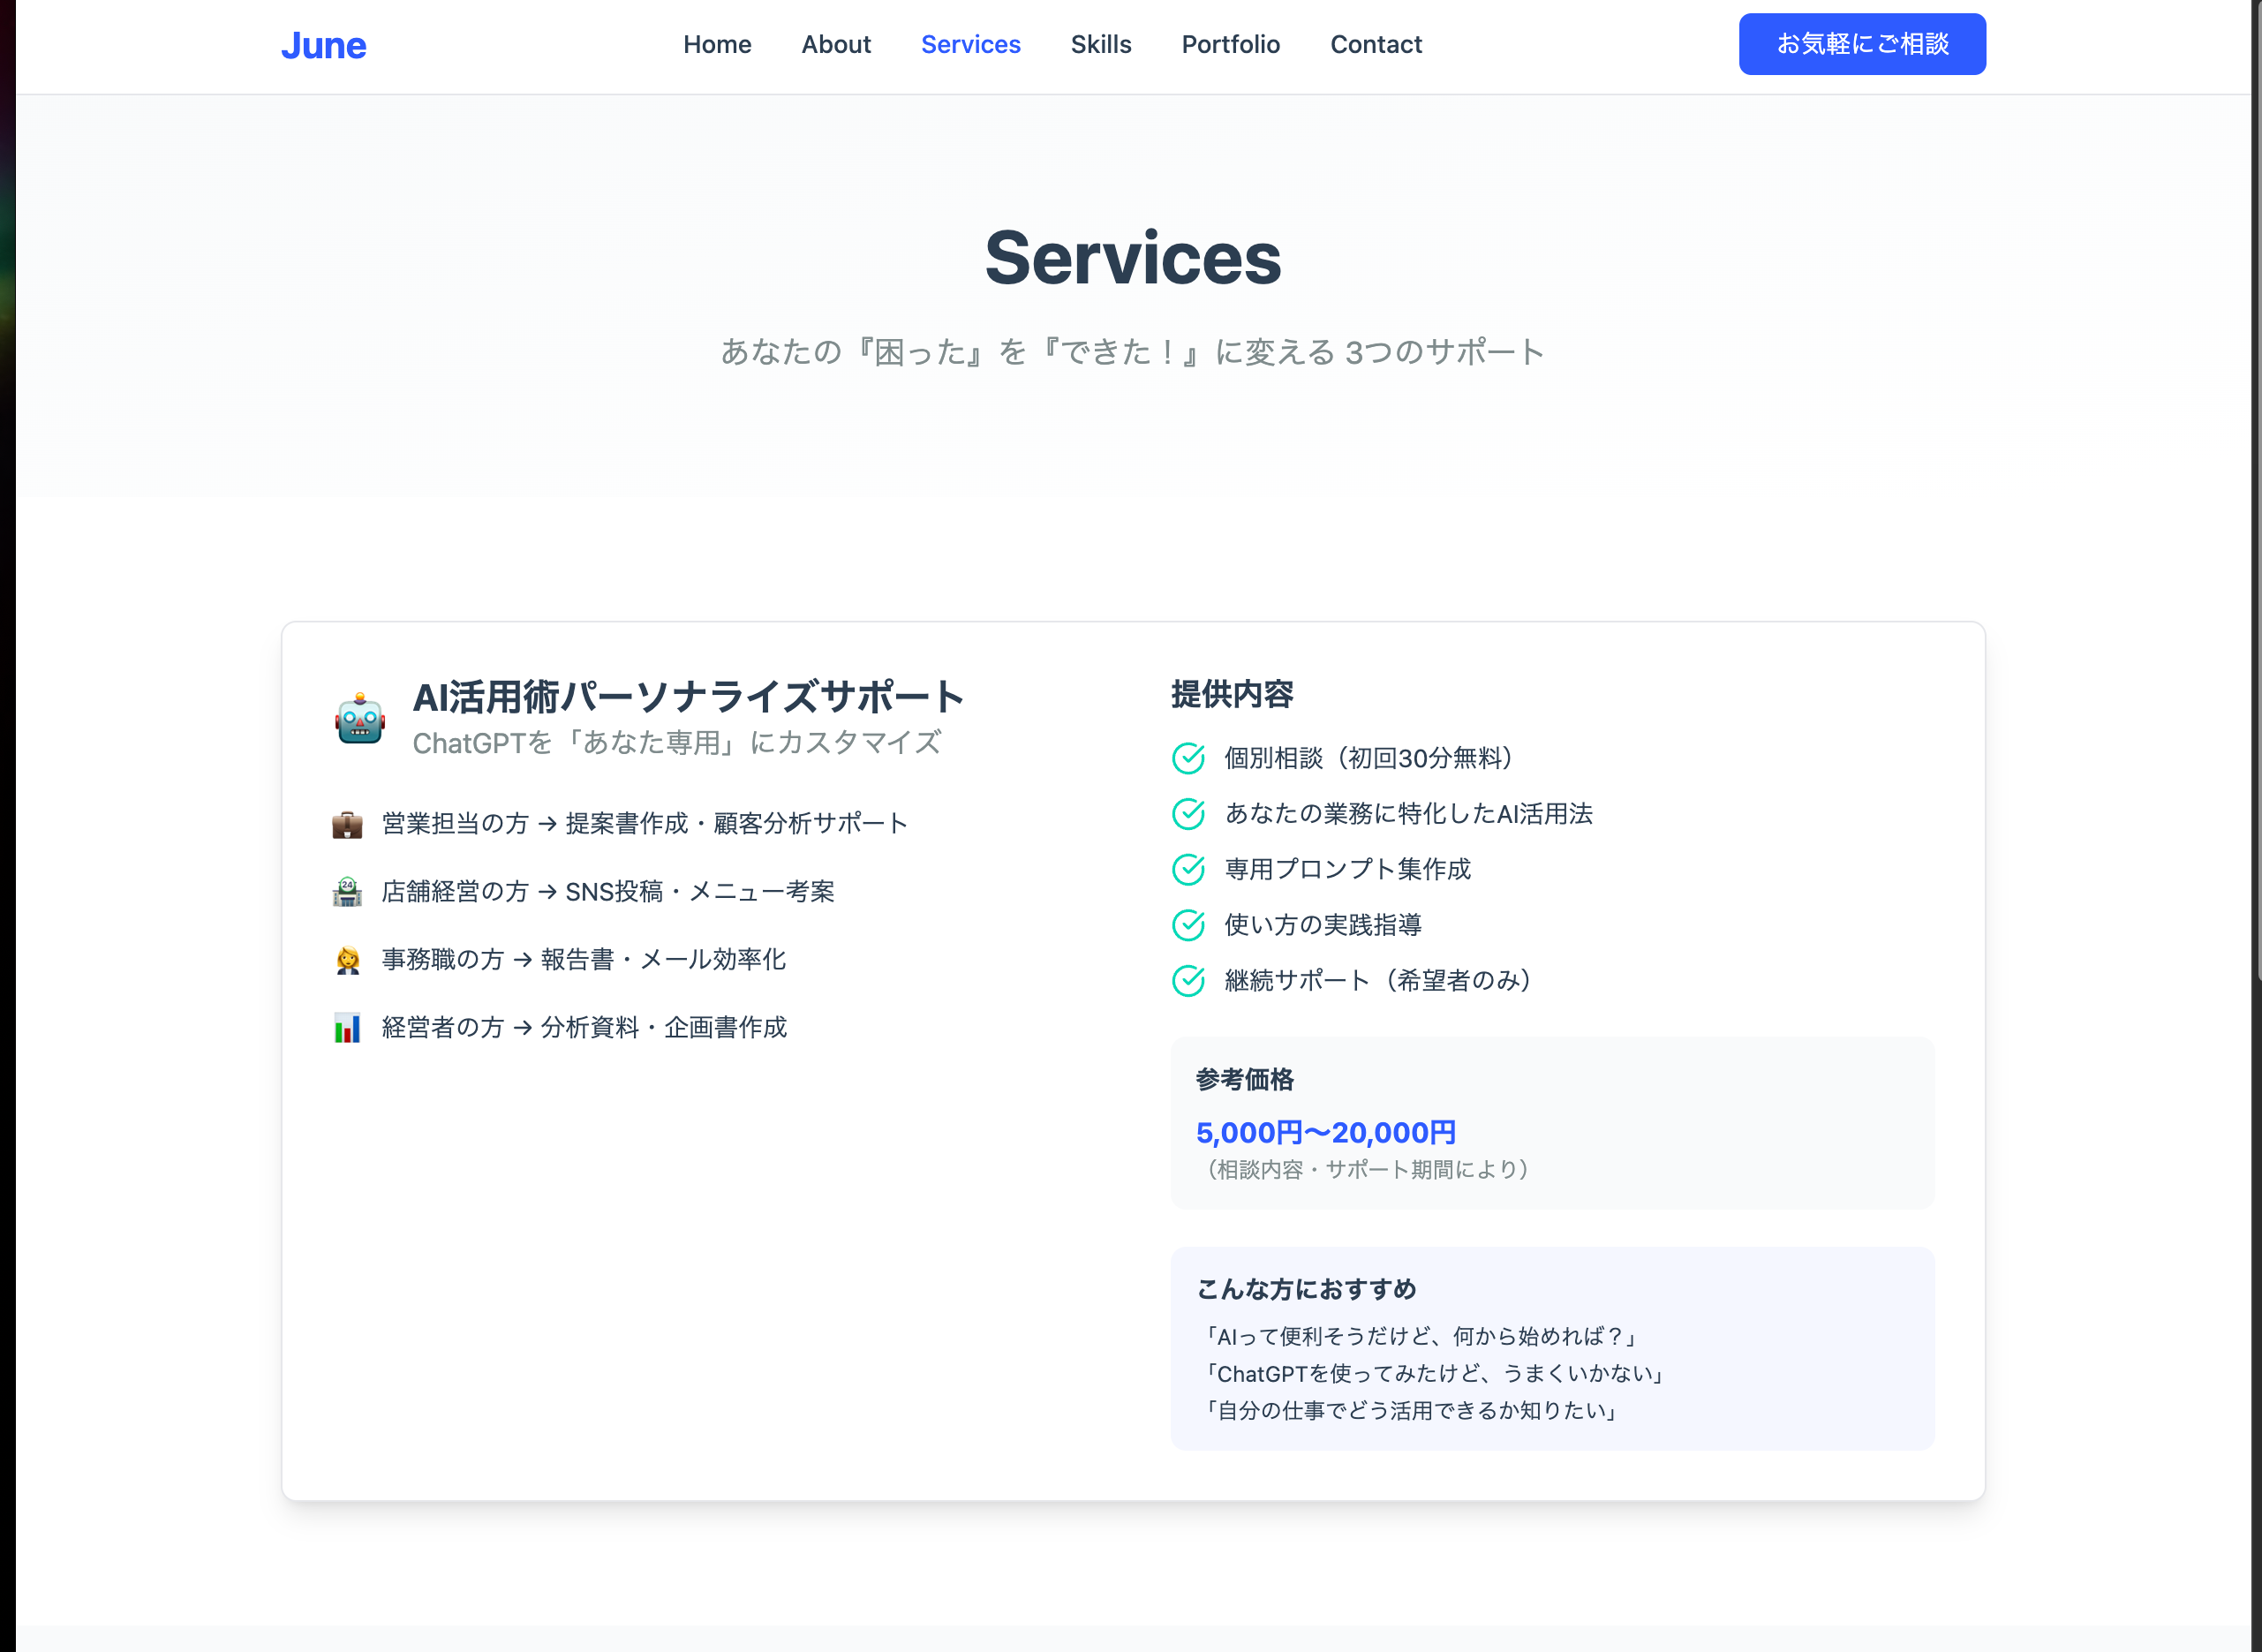 June
Home
About
Services
Skills
Portfolio
Contact
お気軽にご相談
Services
あなたの『困った』を『できた！』に変える 3つのサポート
AI活用術パーソナライズサポート
ChatGPTを「あなた専用」にカスタマイズ
営業担当の方 → 提案書作成・顧客分析サポート
24
店舗経営の方 → SNS投稿・メニュー考案
事務職の方 → 報告書・メール効率化
経営者の方 → 分析資料・企画書作成
提供内容
個別相談（初回30分無料）
あなたの業務に特化したAI活用法
専用プロンプト集作成
使い方の実践指導
継続サポート（希望者のみ）
参考価格
5,000円〜20,000円
（相談内容・サポート期間により）
こんな方におすすめ
「AIって便利そうだけど、何から始めれば？」
「ChatGPTを使ってみたけど、うまくいかない」
「自分の仕事でどう活用できるか知りたい」